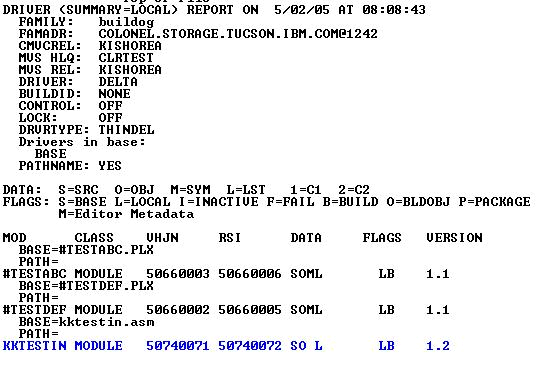 DRIVER (SUMMARY=LOCAL) REPORT ON  5/02/05 AT 08:08:43
FAMILY:   buildog
FAMADR:   COLONEL.STORAGE.TUCSON.IBM.COM@1242
CMVCREL:  KISHOREA
MVS HLQ:  CLRTEST
MVS REL:  KISHOREA
DRIVER:   DELTA
BUILDID:  NONE
CONTROL:  OFF
LOCK:     OFF
DRVRTYPE: THINDEL
Drivers in base:
BASE
PATHNAME: YES
DATA:  S=SRC  O=OBJ  M=SYM  L=LST   1=C1  2=C2
FLAGS: S=BASE L=LOCAL I=INACTIVE F=FAIL B=BUILD O=BLDOBJ P=PACKAGE
M=Editor Metadata
MOD      CLASS    VHJN     RSI      DATA     FLAGS   VERSION
BASE=#TESTABC.PLX
PATH=
#TESTABC MODULE   50660003 50660006 SOML       LB    1.1
BASE=#TESTDEF.PLX
PATH=
#TESTDEF MODULE   50660002 50660005 SOML       LB    1.1
BASE=kktestin.asm
PATH=
KKTESTIN MODULE   50740071 50740072 SO L       LB    1.2